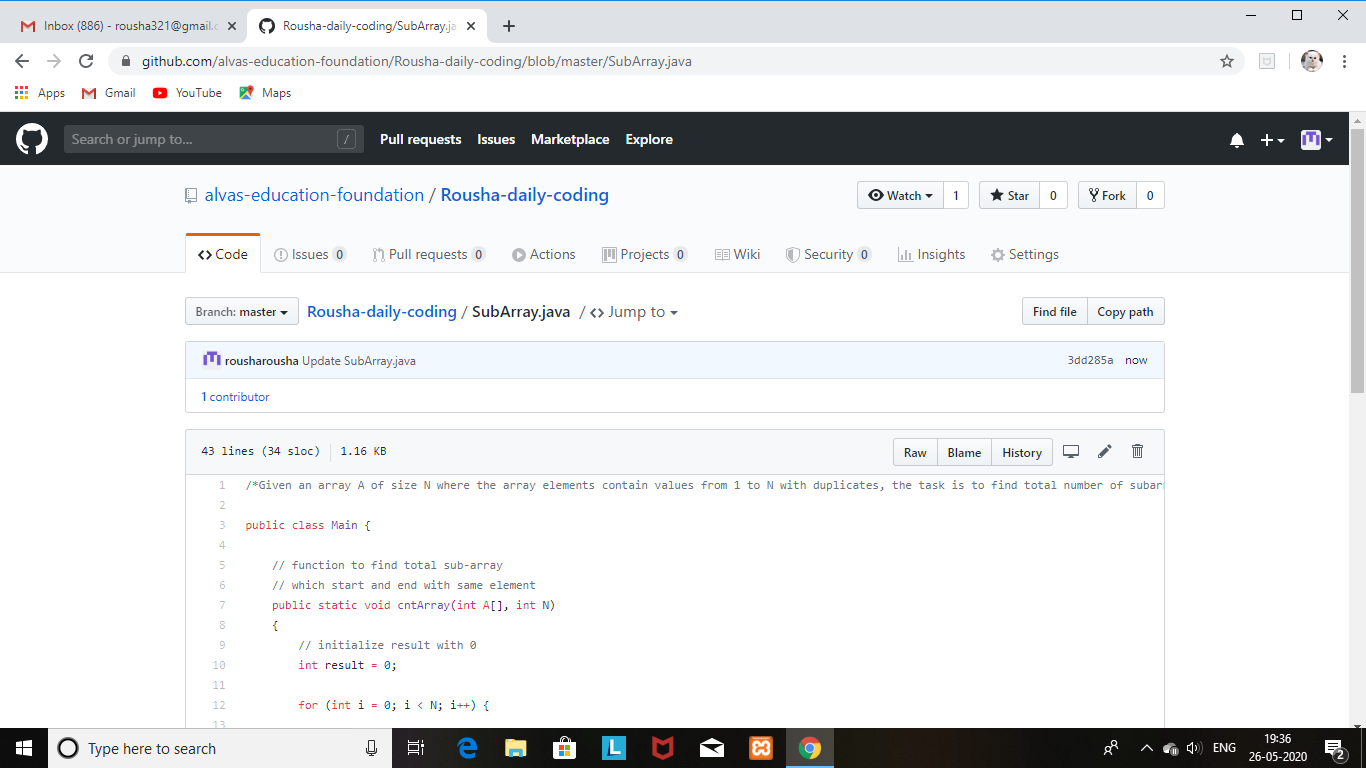 Inbox (886) - rousha321@gmail.c
Rousha-daily-coding/SubArray.ja
github.com/alvas-education-foundation/Rousha-daily-coding/blob/master/SubArray.java
Apps Gmail YouTube Maps
Search or jump to... / Pull requests Issues Marketplace Explore
alvas-education-foundation / Rousha-daily-coding
Watch 1 Star 0 Fork 0
Code Issues 0 Pull requests 0 Actions Projects 0 Wiki Security 0 Insights Settings
Branch: master Rousha-daily-coding / SubArray.java / Jump to Find file Copy path
rousharousha Update SubArray.java 3dd285a now
1 contributor
43 lines (34 sloc) 1.16 KB Raw Blame History
1 /*Given an array A of size N where the array elements contain values from 1 to N with duplicates, the task is to find total number of subar
2
3 public class Main {
4
5 // function to find total sub-array
6 // which start and end with same element
7 public static void cntArray(int A[], int N)
8 {
9 // initialize result with 0
10 int result = 0;
11
12 for (int i = 0; i < N; i++) {
13
Type here to search
L
ENG
19:36
26-05-2020
2